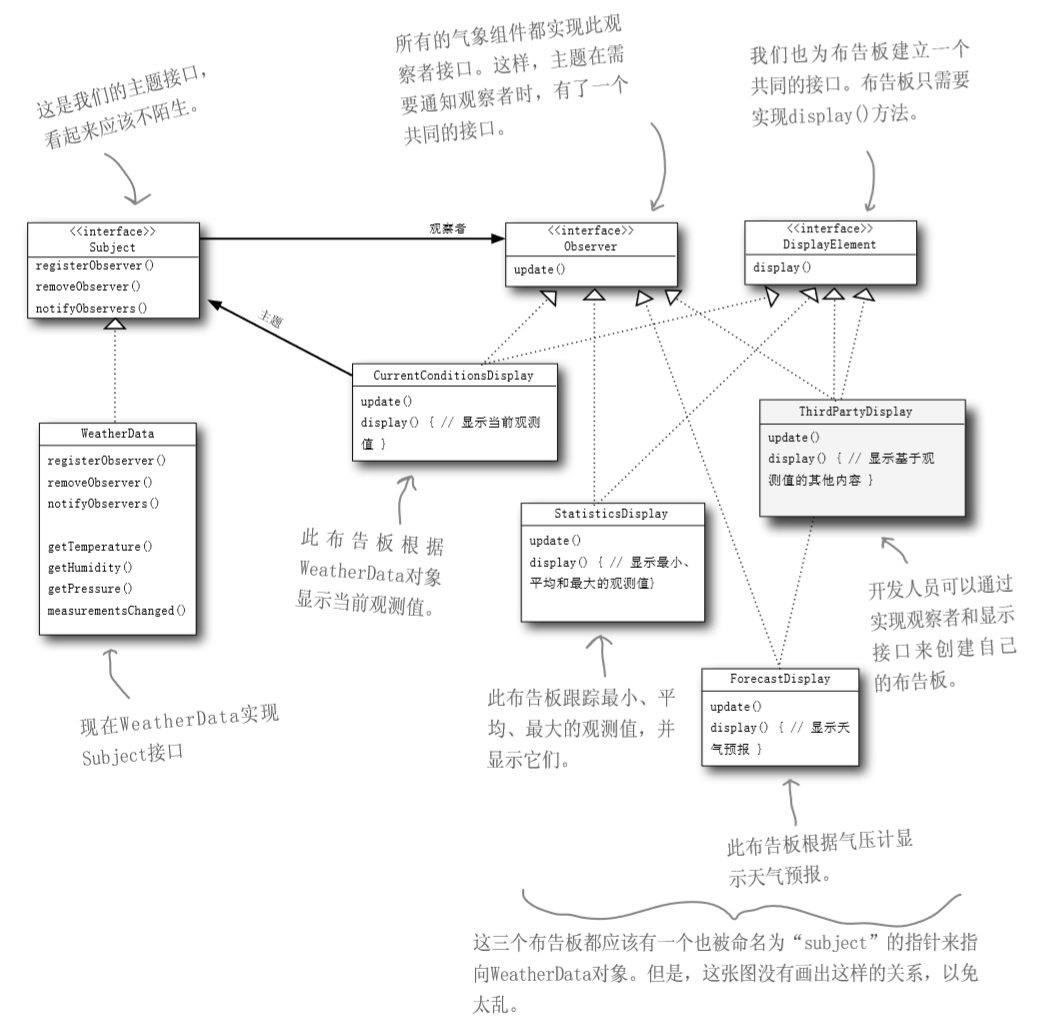 这是我们的主题接口，
看起来应该不陌生。
所有的气象组件都实现此观
察者接口。这样，主题在需
要通知观察者时，有了一个
共同的接口。
我们也为布告板建立一个
共同的接口。布告板只需要
实现display()方法。
<<interface>>
Subject
registerObserver()
removeObserver()
notifyObservers()
观察者
<<interface>>
Observer
update()
<<interface>>
DisplayElement
display()
主题
WeatherData
registerObserver()
removeObserver()
notifyObservers()
getTemperature()
getHumidity()
getPressure()
measurementsChanged()
现在WeatherData实现
Subject接口
CurrentConditionsDisplay
update()
display() { // 显示当前观测
值 }
此布告板根据
WeatherData对象
显示当前观测值。
StatisticsDisplay
update()
display() { // 显示最小、
平均和最大的观测值}
此布告板跟踪最小、平
均、最大的观测值，并
显示它们。
ThirdPartyDisplay
update()
display() { // 显示基于观
测值的其他内容 }
开发人员可以通过
实现观察者和显示
接口来创建自己
的布告板。
ForecastDisplay
update()
display() { // 显示天
气预报 }
此布告板根据气压计显
示天气预报。
这三个布告板都应该有一个也被命名为“subject”的指针来指
向WeatherData对象。但是，这张图没有画出这样的关系，以免
太乱。